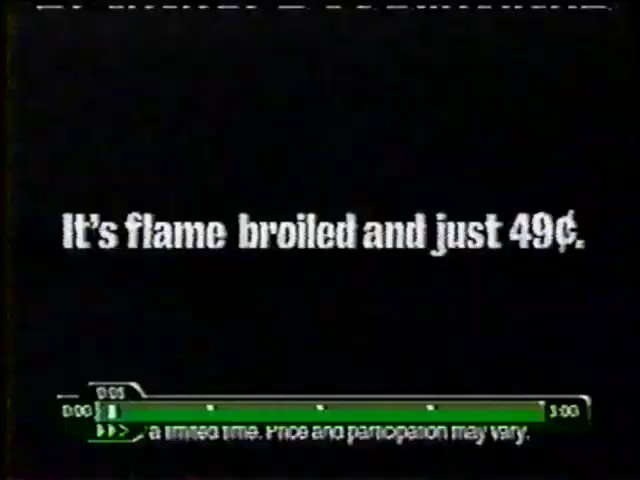 It's flame broiled and just 49¢.
0:05
0:00
3:00
a limited time. Price and participation may vary.